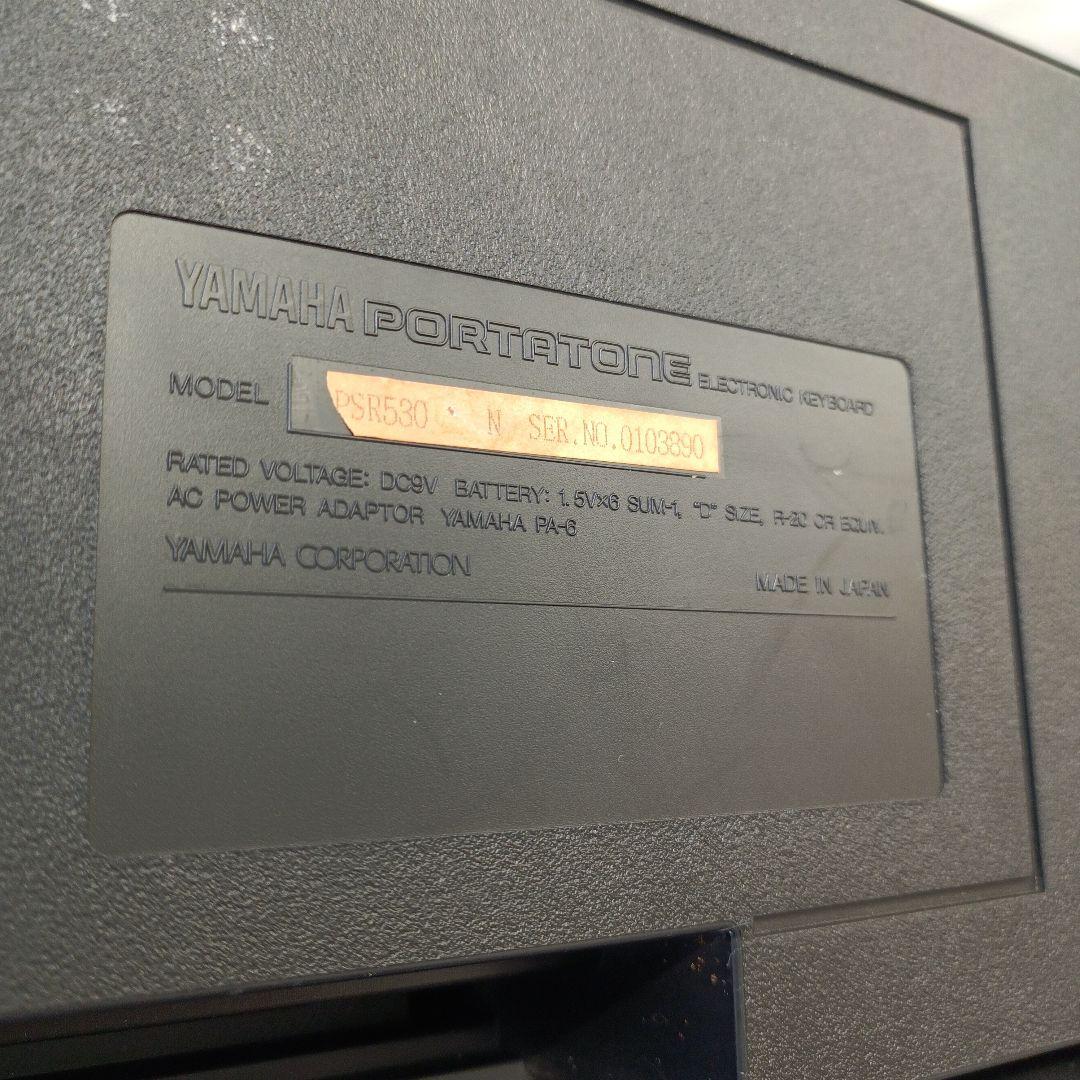 YAMAHA PORTATONE ELECTRONIC KEYBOARD
MODEL PSR530 N SER.NO.0103890
RATED VOLTAGE: DC9V BATTERY: 1.5V×6 SUM-1, "D" SIZE, R-20 OR EQUIV.
AC POWER ADAPTOR YAMAHA PA-6
YAMAHA CORPORATION MADE IN JAPAN